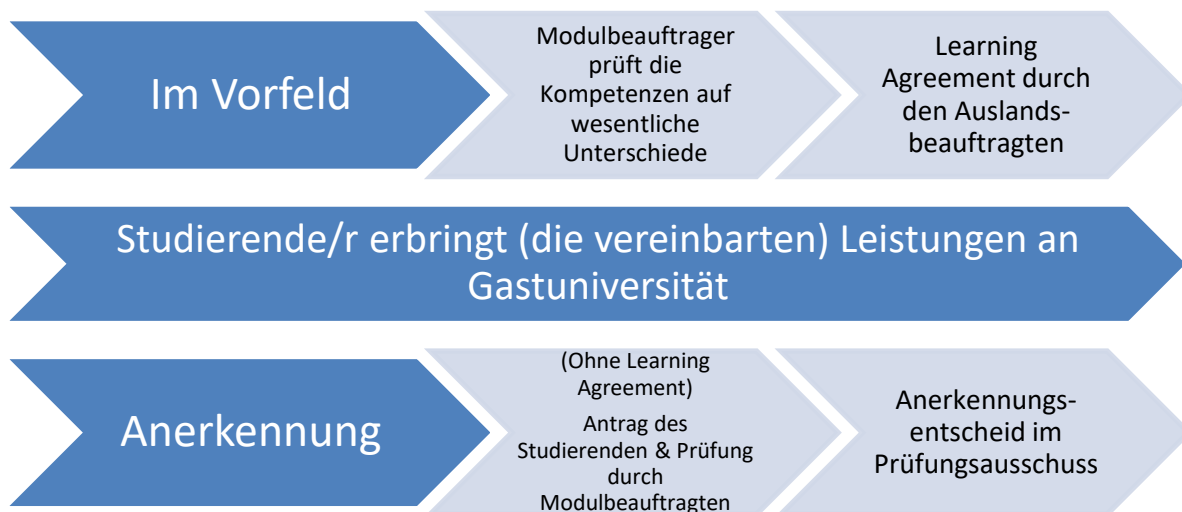 Im Vorfeld
Modulbeauftrager
prüft die
Kompetenzen auf
wesentliche
Unterschiede
Learning
Agreement durch
den Auslands-
beauftragten
Studierende/r erbringt (die vereinbarten) Leistungen an
Gastuniversität
Anerkennung
(Ohne Learning
Agreement)
Antrag des
Studierenden & Prüfung
durch
Modulbeauftragten
Anerkennungs-
entscheid im
Prüfungsausschuss